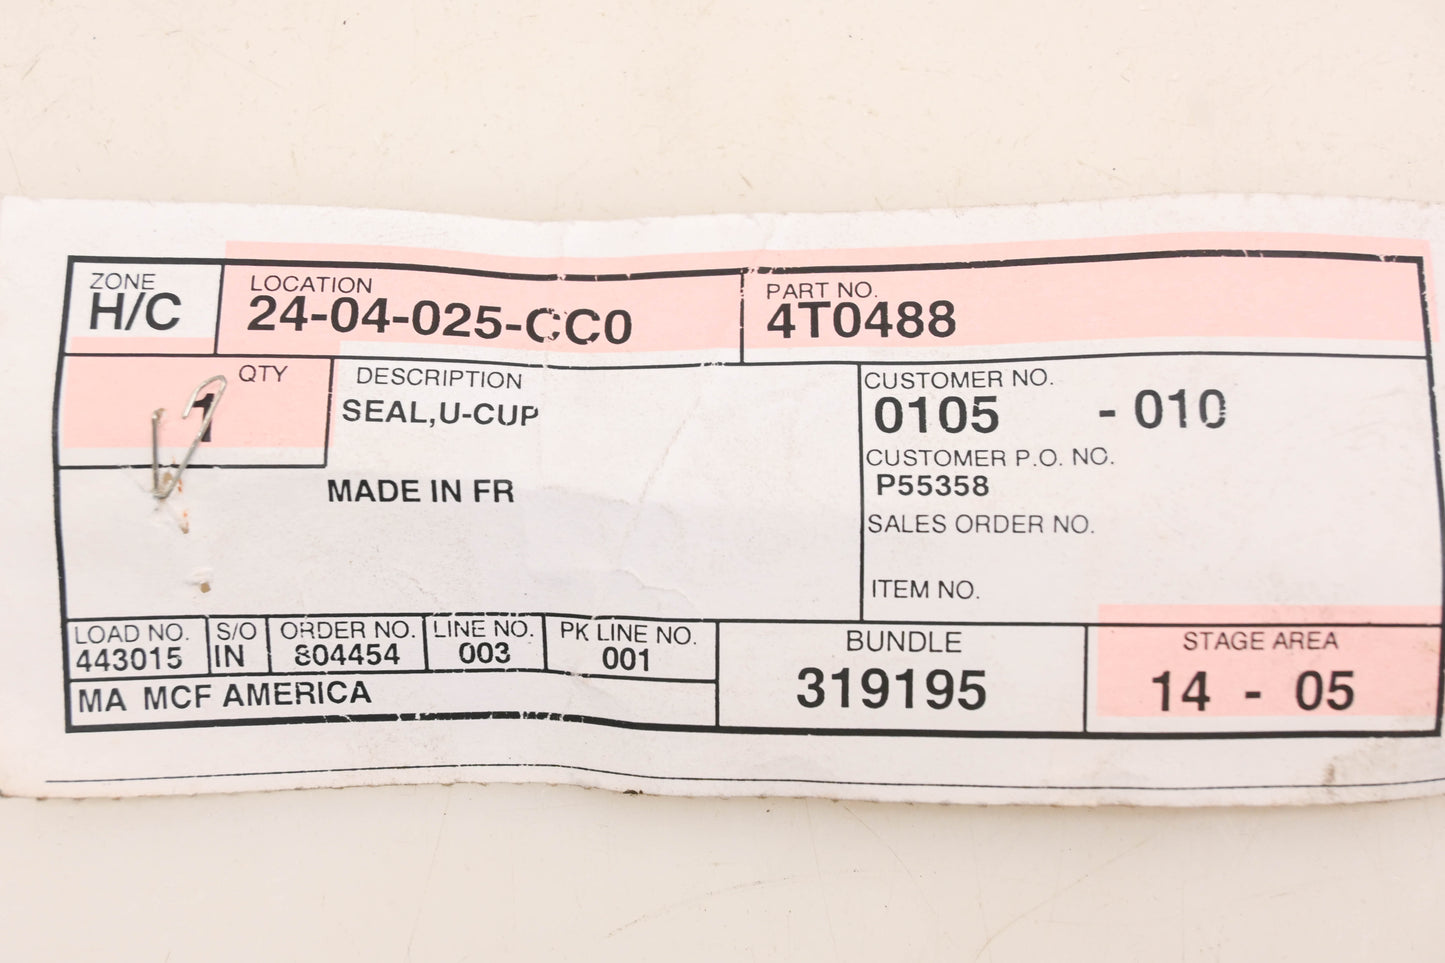 ZONE
H/C
LOCATION
24-04-025-CC0
PART NO.
4T0488
QTY
1
DESCRIPTION
SEAL,U-CUP
MADE IN FR
CUSTOMER NO.
0105 - 010
CUSTOMER P.O. NO.
P55358
SALES ORDER NO.
ITEM NO.
LOAD NO.
443015
S/O
IN
ORDER NO.
804454
LINE NO.
003
PK LINE NO.
001
MA MCF AMERICA
BUNDLE
319195
STAGE AREA
14 - 05